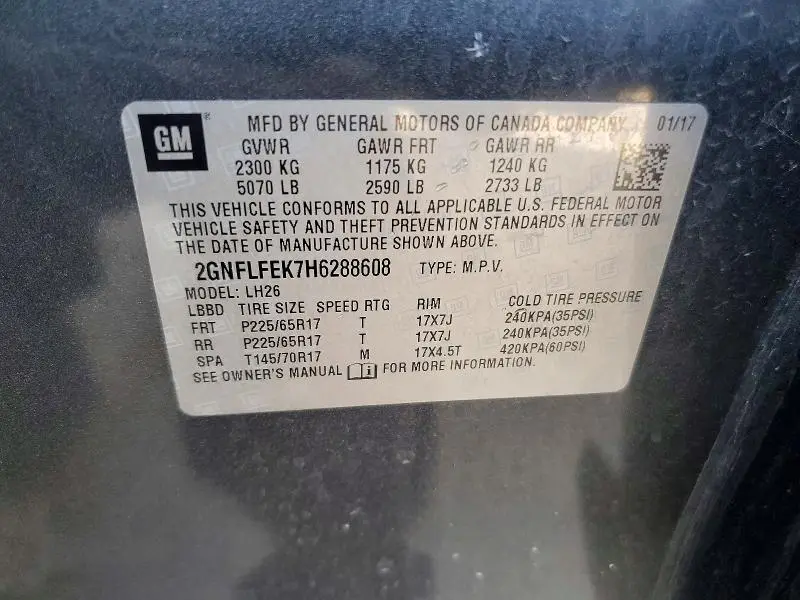 GM® MFD BY GENERAL MOTORS OF CANADA COMPANY 01/17
GVWR GAWR FRT GAWR RR
2300 KG 1175 KG 1240 KG
5070 LB 2590 LB 2733 LB
THIS VEHICLE CONFORMS TO ALL APPLICABLE U.S. FEDERAL MOTOR
VEHICLE SAFETY AND THEFT PREVENTION STANDARDS IN EFFECT ON
THE DATE OF MANUFACTURE SHOWN ABOVE.
2GNFLFEK7H6288608 TYPE: M.P.V.
MODEL: LH26
LBBD TIRE SIZE SPEED RTG RIM COLD TIRE PRESSURE
FRT P225/65R17 T 17X7J 240KPA(35PSI)
RR P225/65R17 T 17X7J 240KPA(35PSI)
SPA T145/70R17 M 17X4.5T 420KPA(60PSI)
SEE OWNER'S MANUAL i FOR MORE INFORMATION.